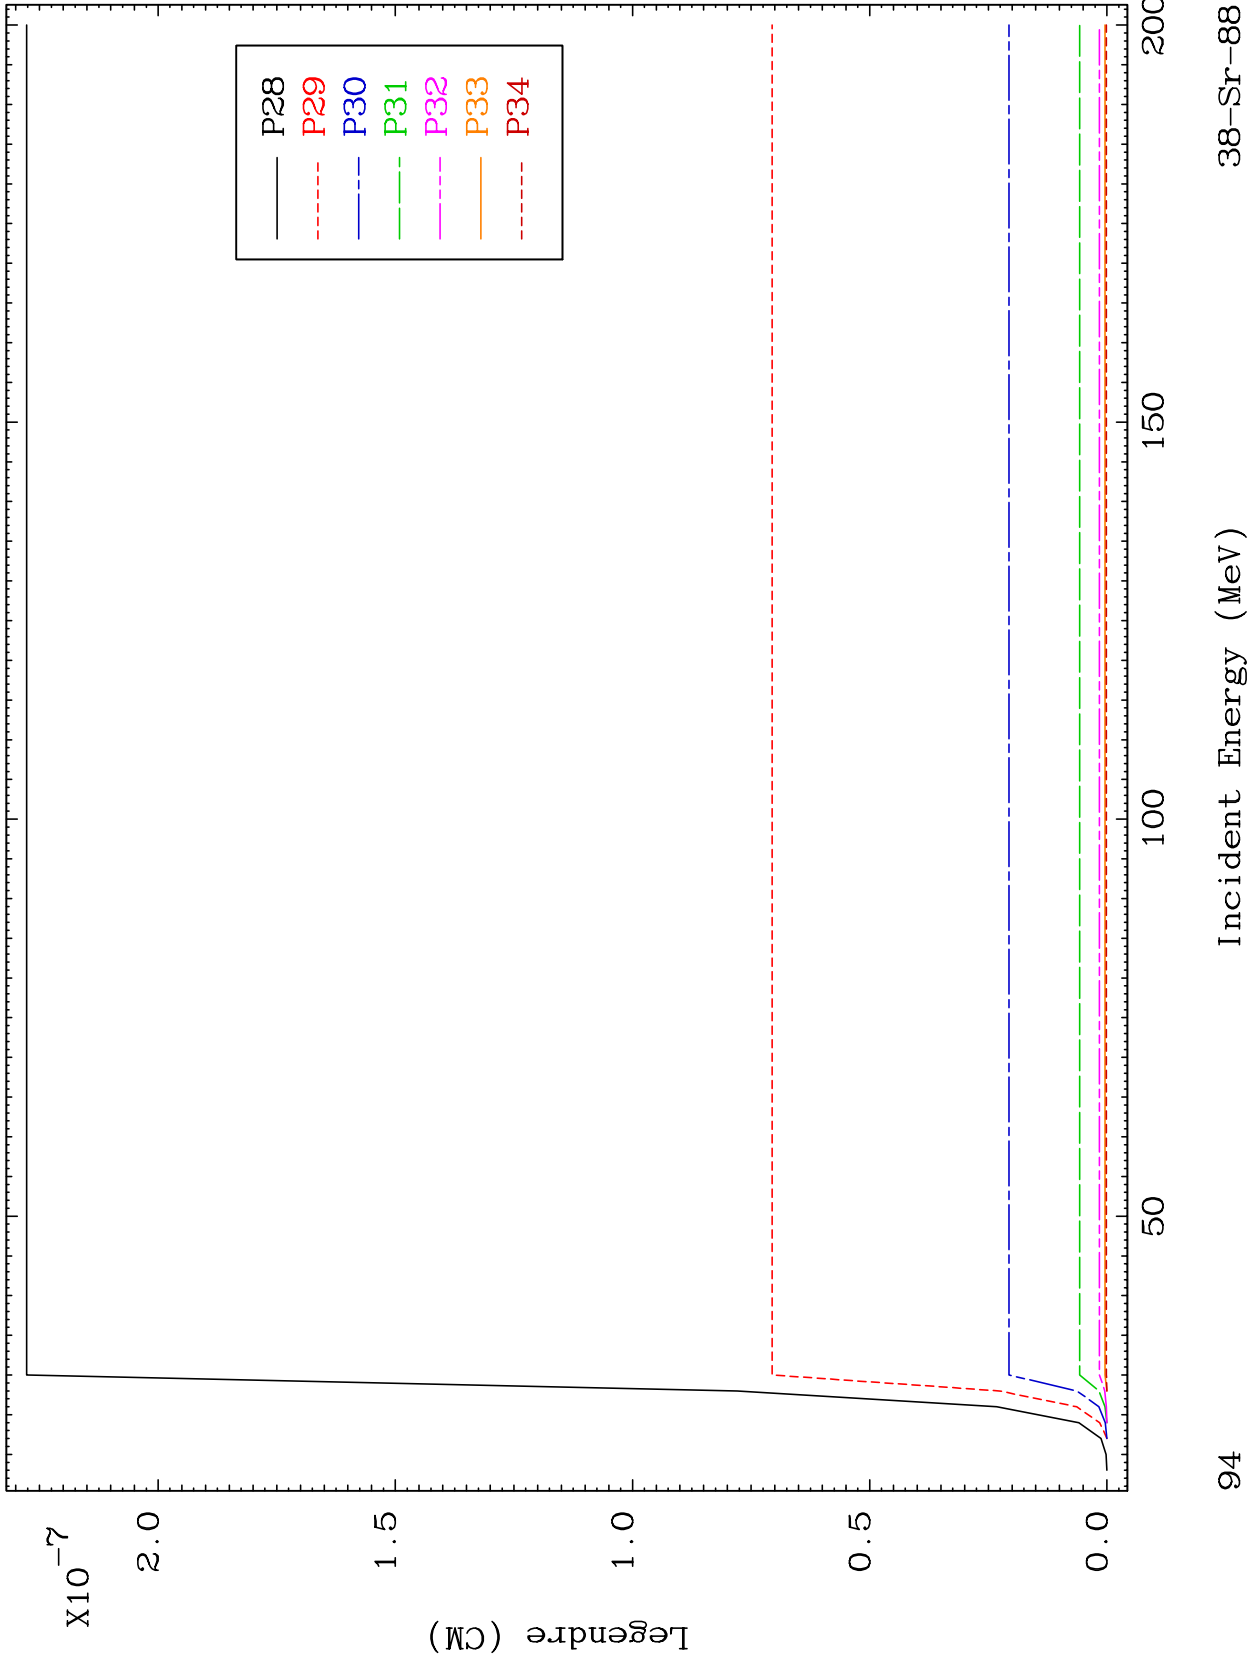 X10-7
2.0
1.5
1.0
0.5
0.0
Legendre (CM)
P28
P29
P30
P31
P32
P33
P34
50
100
150
200
Incident Energy (MeV)
94
38-Sr-88